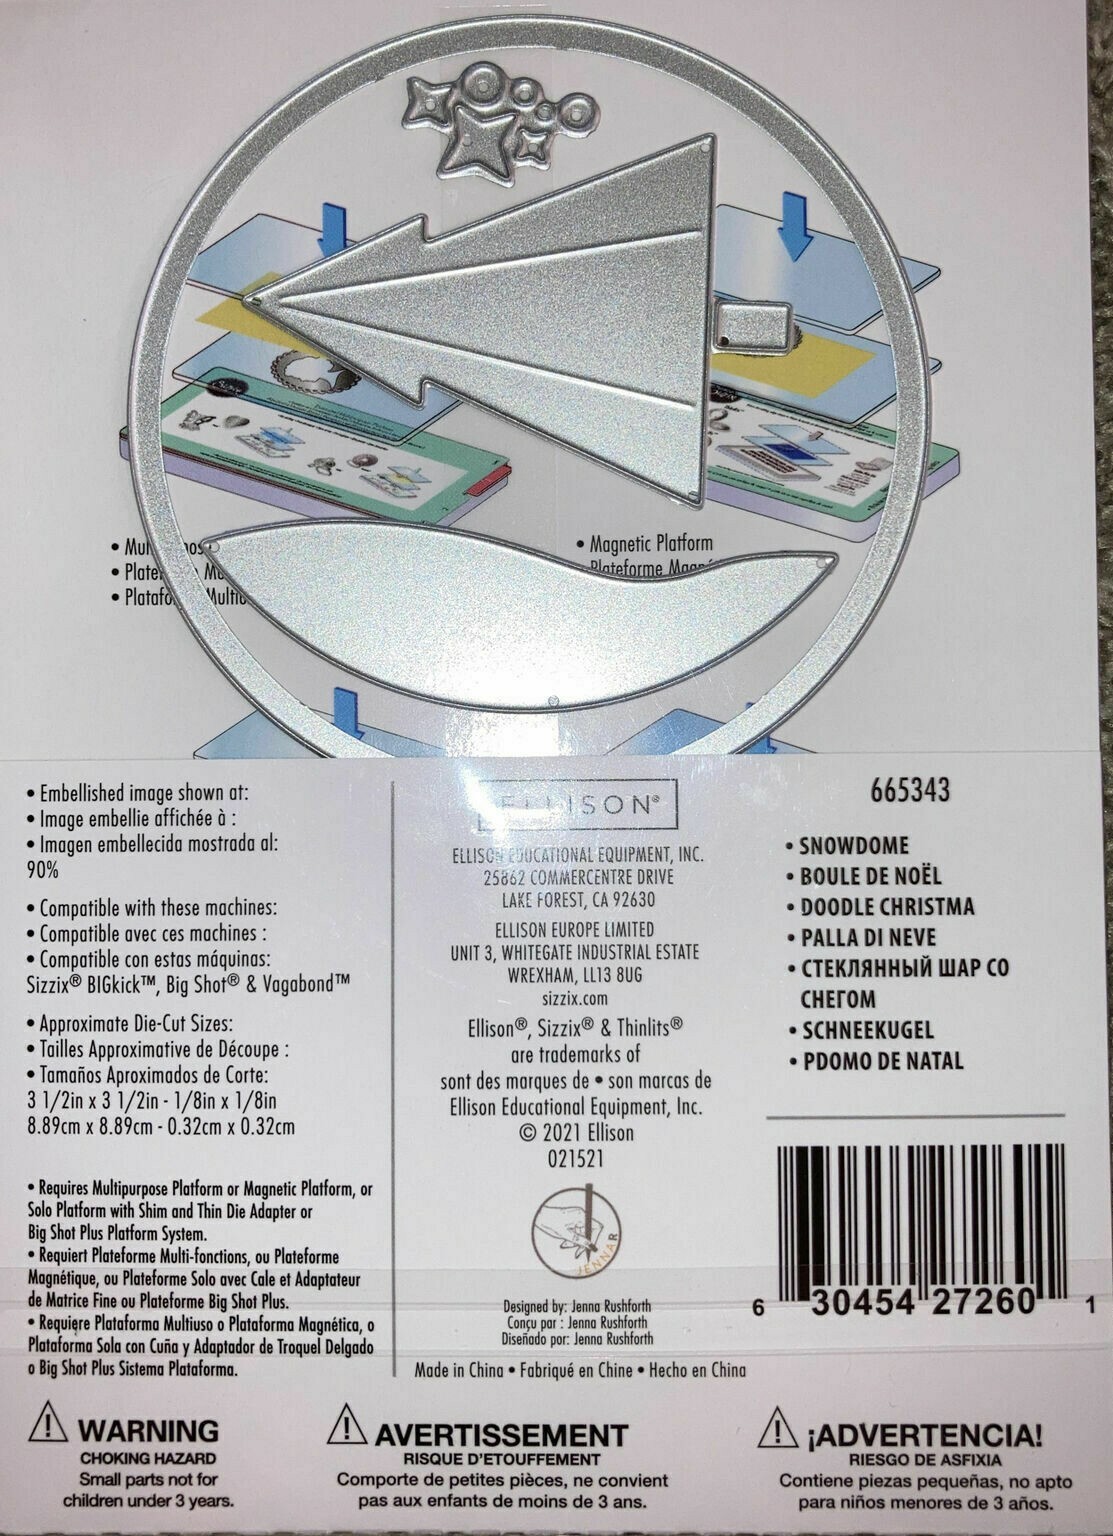 • Magnetic Platform
• Embellished image shown at:
• Image embellie affichée à :
• Imagen embellecida mostrada al:
90%
• Compatible with these machines:
• Compatible avec ces machines :
• Compatible con estas máquinas:
Sizzix® BIGkick™, Big Shot® & Vagabond™
• Approximate Die-Cut Sizes:
• Tailles Approximative de Découpe :
• Tamaños Aproximados de Corte:
3 1/2in x 3 1/2in - 1/8in x 1/8in
8.89cm x 8.89cm - 0.32cm x 0.32cm
• Requires Multipurpose Platform or Magnetic Platform, or
Solo Platform with Shim and Thin Die Adapter or
Big Shot Plus Platform System.
• Requiert Plateforme Multi-fonctions, ou Plateforme
Magnétique, ou Plateforme Solo avec Cale et Adaptateur
de Matrice Fine ou Plateforme Big Shot Plus.
• Requiere Plataforma Multiuso o Plataforma Magnética, o
Plataforma Sola con Cuña y Adaptador de Troquel Delgado
o Big Shot Plus Sistema Plataforma.
ELLISON®
ELLISON EDUCATIONAL EQUIPMENT, INC.
25862 COMMERCENTRE DRIVE
LAKE FOREST, CA 92630
ELLISON EUROPE LIMITED
UNIT 3, WHITEGATE INDUSTRIAL ESTATE
WREXHAM, LL13 8UG
sizzix.com
Ellison®, Sizzix® & Thinlits®
are trademarks of
sont des marques de • son marcas de
Ellison Educational Equipment, Inc.
© 2021 Ellison
021521
JENNAR
Designed by: Jenna Rushforth
Conçu par : Jenna Rushforth
Diseñado por: Jenna Rushforth
Made in China • Fabriqué en Chine • Hecho en China
665343
• SNOWDOME
• BOULE DE NOËL
• DOODLE CHRISTMA
• PALLA DI NEVE
• СТЕКЛЯННЫЙ ШАР СО
СНЕГОМ
• SCHNEEKUGEL
• PDOMO DE NATAL
6 30454 27260 1
WARNING
CHOKING HAZARD
Small parts not for
children under 3 years.
AVERTISSEMENT
RISQUE D'ETOUFFEMENT
Comporte de petites pièces, ne convient
pas aux enfants de moins de 3 ans.
¡ADVERTENCIA!
RIESGO DE ASFIXIA
Contiene piezas pequeñas, no apto
para niños menores de 3 años.